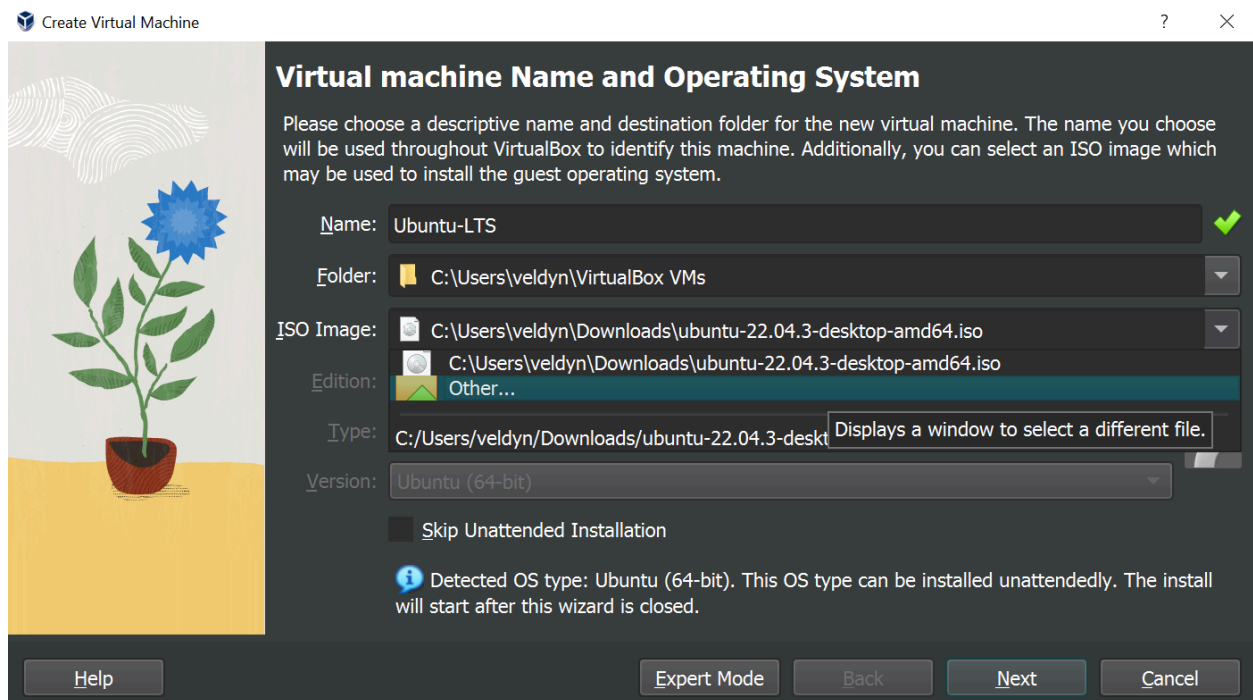 Create Virtual Machine
?
Virtual machine Name and Operating System
Please choose a descriptive name and destination folder for the new virtual machine. The name you choose
will be used throughout VirtualBox to identify this machine. Additionally, you can select an ISO image which
may be used to install the guest operating system.
Name: Ubuntu-LTS
Folder: C:\Users\veldyn\VirtualBox VMs
ISO Image: C:\Users\veldyn\Downloads\ubuntu-22.04.3-desktop-amd64.iso
C:\Users\veldyn\Downloads\ubuntu-22.04.3-desktop-amd64.iso
Edition: Other...
Type: C:/Users/veldyn/Downloads/ubuntu-22.04.3-deskt
Displays a window to select a different file.
Version: Ubuntu (64-bit)
Skip Unattended Installation
Detected OS type: Ubuntu (64-bit). This OS type can be installed unattendedly. The install
will start after this wizard is closed.
Help Expert Mode Back Next Cancel